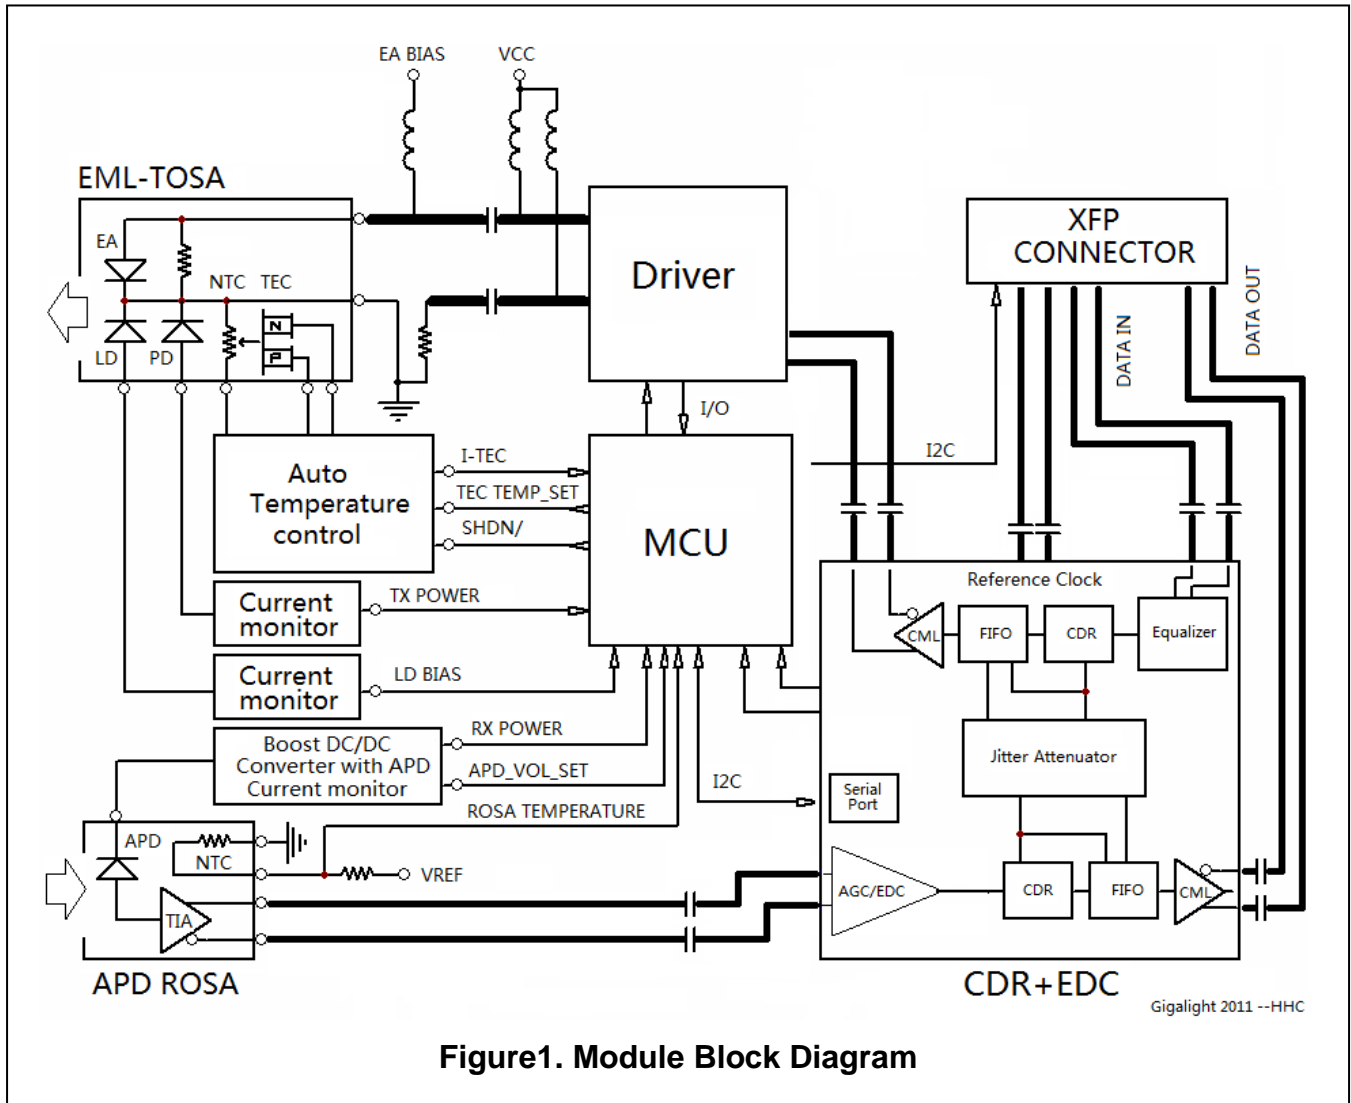 EA BIAS
VCC
EML-TOSA
EA
NTC
TEC
N
P
LD
PD
Driver
XFP
CONNECTOR
DATA IN
DATA OUT
I/O
I2C
Auto
Temperature
control
I-TEC
TEC TEMP_SET
SHDN/
MCU
Current
monitor
TX POWER
Current
monitor
LD BIAS
Boost DC/DC
Converter with APD
Current monitor
RX POWER
APD_VOL_SET
ROSA TEMPERATURE
I2C
Reference Clock
CML
FIFO
CDR
Equalizer
Jitter Attenuator
Serial
Port
APD
NTC
VREF
TIA
AGC/EDC
CDR
FIFO
CML
APD ROSA
CDR+EDC
Gigalight 2011 --HHC
Figure1. Module Block Diagram